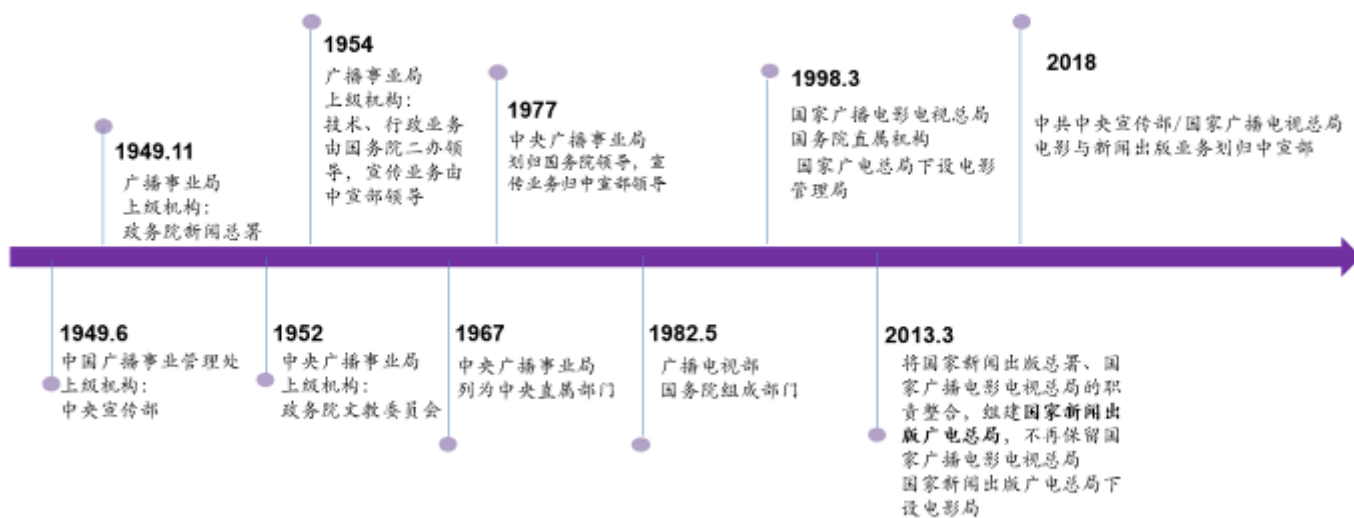 1954
广播事业局
上级机构：
技术、行政业务
由国务院二办领
导，宣传业务由
中宣部领导
1949.11
广播事业局
上级机构：
政务院新闻总署
1977
中央广播事业局
划归国务院领导，宣
传业务归中宣部领导
1998.3
国家广播电影电视总局
国务院直属机构
国家广电总局下设电影
管理局
2018
中共中央宣传部/国家广播电视总局
电影与新闻出版业务划归中宣部
1949.6
中国广播事业管理处
上级机构：
中央宣传部
1952
中央广播事业局
上级机构：
政务院文教委员会
1967
中央广播事业局
列为中央直属部门
1982.5
广播电视部
国务院组成部门
2013.3
将国家新闻出版总署、国
家广播电影电视总局的职
责整合，组建国家新闻出
版广电总局，不再保留国
家广播电影电视总局
国家新闻出版广电总局下
设电影局